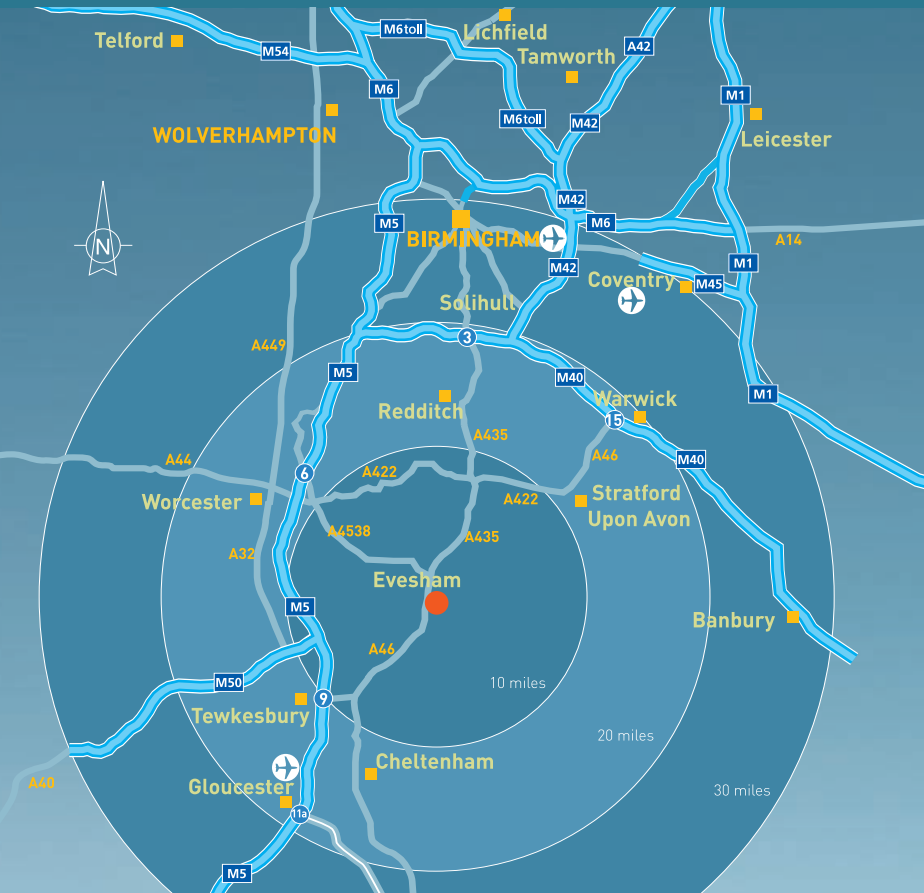 M6toll
Lichfield
Telford
M54
A42
Tamworth
M6
M1
M6toll
M42
WOLVERHAMPTON
Leicester
M42
M5
M6
N
BIRMINGHAM
A14
M42
M1
Coventry
M45
Solihull
3
A449
M5
M40
M1
Warwick
Redditch
15
A435
A44
A46
M40
6
A422
Worcester
A422
Stratford
Upon Avon
A4538
A435
A32
Evesham
M5
Banbury
A46
M50
10 miles
9
Tewkesbury
20 miles
Cheltenham
A40
Gloucester
30 miles
11a
M5